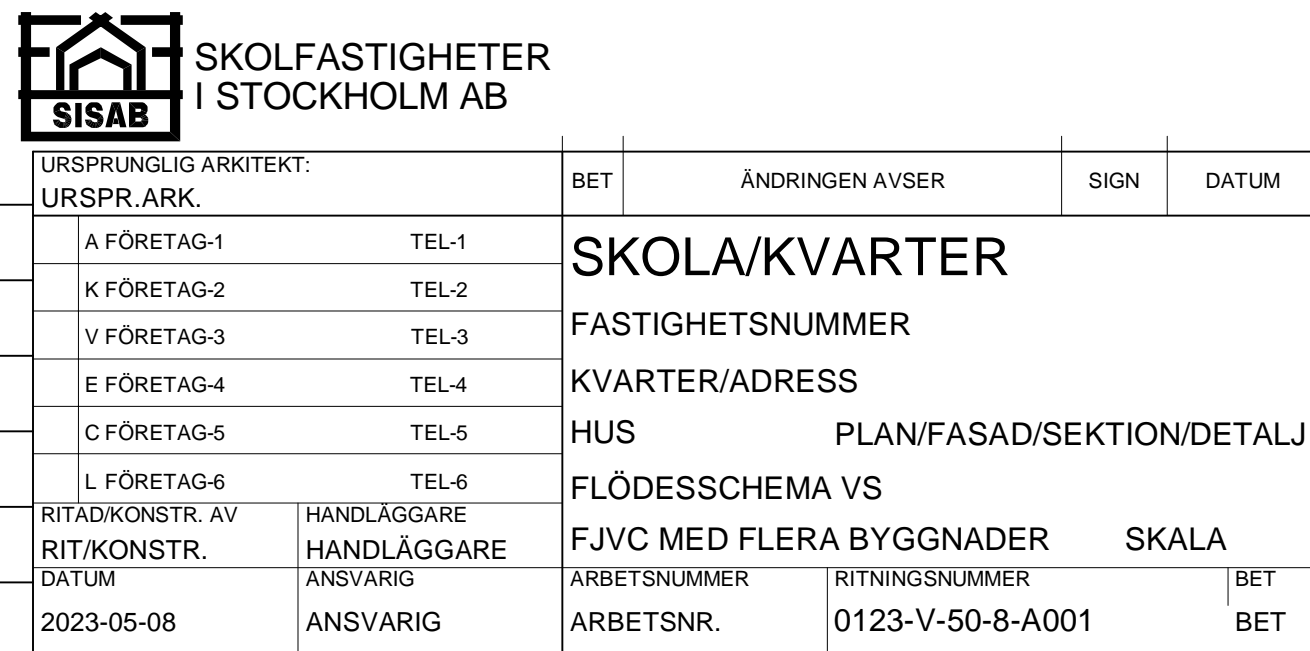 SISAB
SKOLFASTIGHETER
I STOCKHOLM AB
URSPRUNGLIG ARKITEKT:
URSPR.ARK.
BET ÄNDRINGEN AVSER SIGN DATUM
A FÖRETAG-1 TEL-1
K FÖRETAG-2 TEL-2
V FÖRETAG-3 TEL-3
E FÖRETAG-4 TEL-4
C FÖRETAG-5 TEL-5
L FÖRETAG-6 TEL-6
RITAD/KONSTR. AV HANDLÄGGARE
RIT/KONSTR. HANDLÄGGARE
DATUM ANSVARIG
2023-05-08 ANSVARIG
SKOLA/KVARTER
FASTIGHETSNUMMER
KVARTER/ADRESS
HUS PLAN/FASAD/SEKTION/DETALJ
FLÖDESSCHEMA VS
FJVC MED FLERA BYGGNADER SKALA
ARBETSNUMMER RITNINGSNUMMER BET
ARBETSNR. 0123-V-50-8-A001 BET